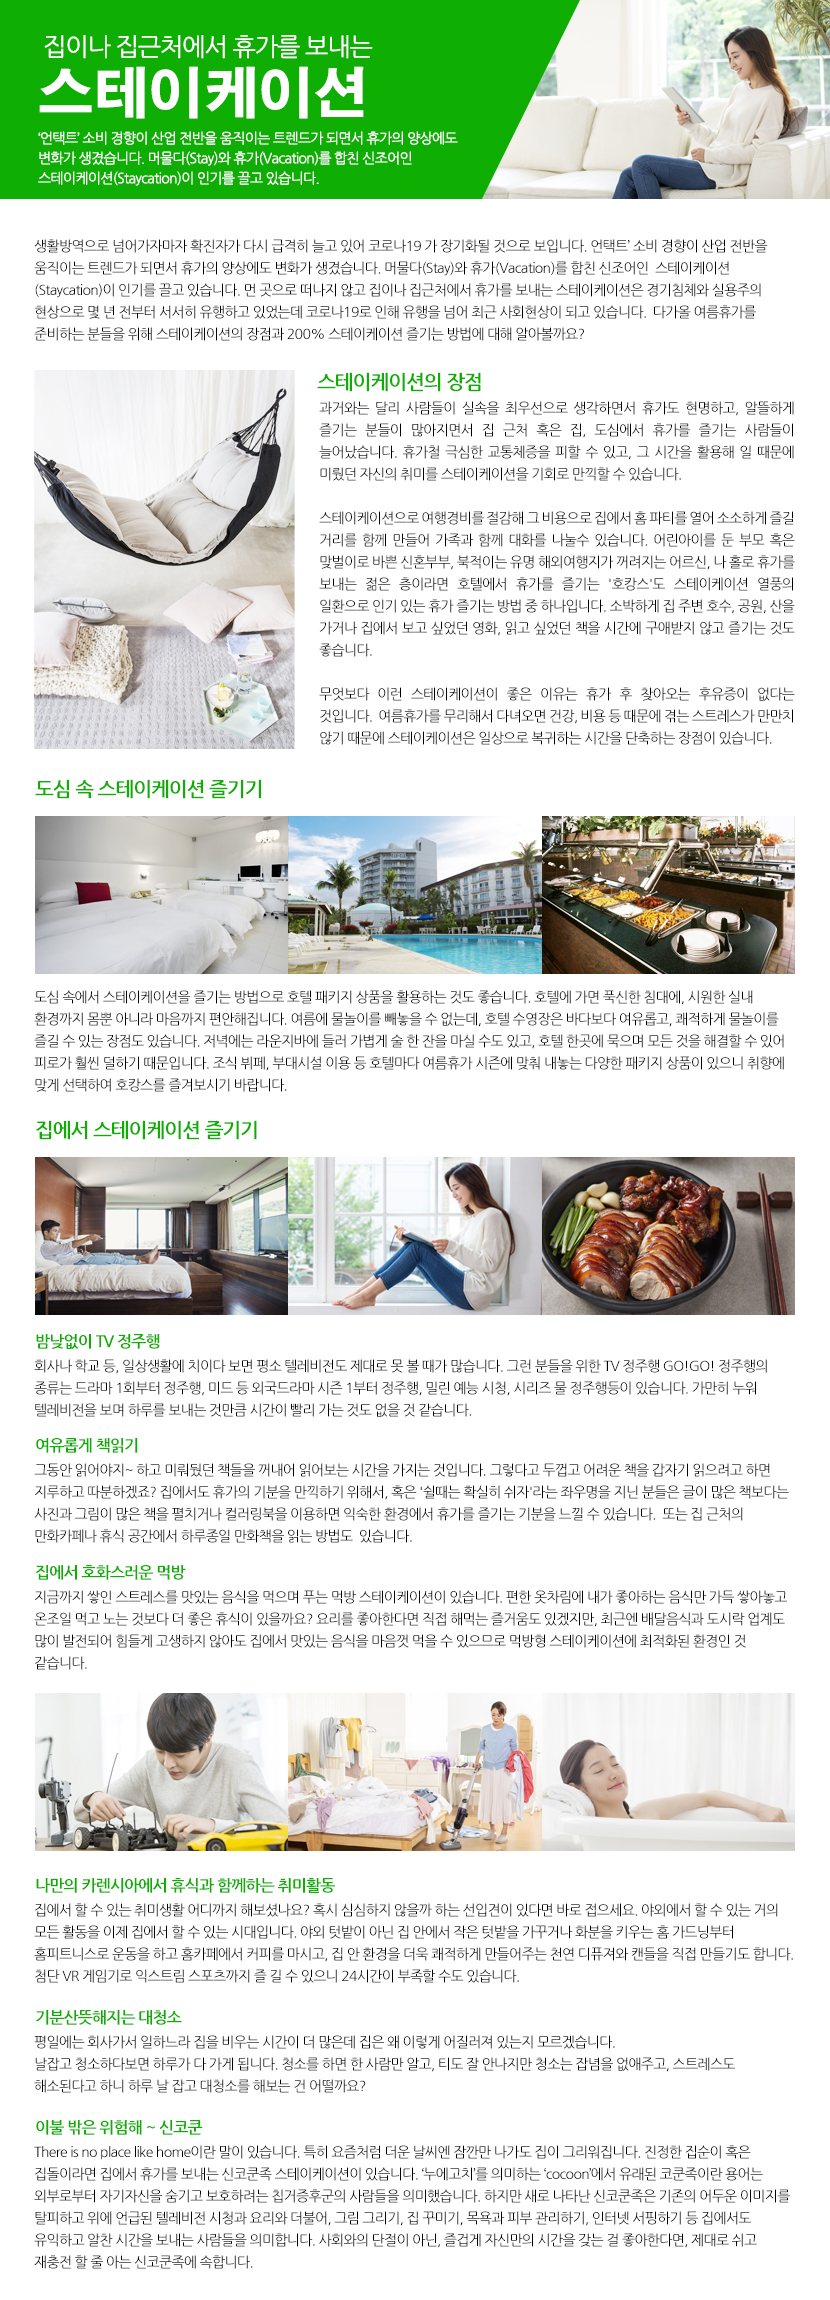 집이나 집근처에서 휴가를 보내는
스테이케이션
‘언택트’ 소비 경향이 산업 전반을 움직이는 트렌드가 되면서 휴가의 양상에도
변화가 생겼습니다. 머물다(Stay)와 휴가(Vacation)를 합친 신조어인
스테이케이션(Staycation)이 인기를 끌고 있습니다.
생활방역으로 넘어가자마자 확진자가 다시 급격히 늘고 있어 코로나19 가 장기화될 것으로 보입니다. 언택트’ 소비 경향이 산업 전반을
움직이는 트렌드가 되면서 휴가의 양상에도 변화가 생겼습니다. 머물다(Stay)와 휴가(Vacation)를 합친 신조어인 스테이케이션
(Staycation)이 인기를 끌고 있습니다. 먼 곳으로 떠나지 않고 집이나 집근처에서 휴가를 보내는 스테이케이션은 경기침체와 실용주의
현상으로 몇 년 전부터 서서히 유행하고 있었는데 코로나19로 인해 유행을 넘어 최근 사회현상이 되고 있습니다. 다가올 여름휴가를
준비하는 분들을 위해 스테이케이션의 장점과 200% 스테이케이션 즐기는 방법에 대해 알아볼까요?
스테이케이션의 장점
과거와는 달리 사람들이 실속을 최우선으로 생각하면서 휴가도 현명하고, 알뜰하게
즐기는 분들이 많아지면서 집 근처 혹은 집, 도심에서 휴가를 즐기는 사람들이
늘어났습니다. 휴가철 극심한 교통체증을 피할 수 있고, 그 시간을 활용해 일 때문에
미뤘던 자신의 취미를 스테이케이션을 기회로 만끽할 수 있습니다.
스테이케이션으로 여행경비를 절감해 그 비용으로 집에서 홈 파티를 열어 소소하게 즐길
거리를 함께 만들어 가족과 함께 대화를 나눌수 있습니다. 어린아이를 둔 부모 혹은
맞벌이로 바쁜 신혼부부, 북적이는 유명 해외여행지가 꺼려지는 어르신, 나 홀로 휴가를
보내는 젊은 층이라면 호텔에서 휴가를 즐기는 '호캉스'도 스테이케이션 열풍의
일환으로 인기 있는 휴가 즐기는 방법 중 하나입니다. 소박하게 집 주변 호수, 공원, 산을
가거나 집에서 보고 싶었던 영화, 읽고 싶었던 책을 시간에 구애받지 않고 즐기는 것도
좋습니다.
무엇보다 이런 스테이케이션이 좋은 이유는 휴가 후 찾아오는 후유증이 없다는
것입니다. 여름휴가를 무리해서 다녀오면 건강, 비용 등 때문에 겪는 스트레스가 만만치
않기 때문에 스테이케이션은 일상으로 복귀하는 시간을 단축하는 장점이 있습니다.
도심 속 스테이케이션 즐기기
도심 속에서 스테이케이션을 즐기는 방법으로 호텔 패키지 상품을 활용하는 것도 좋습니다. 호텔에 가면 푹신한 침대에, 시원한 실내
환경까지 몸뿐 아니라 마음까지 편안해집니다. 여름에 물놀이를 빼놓을 수 없는데, 호텔 수영장은 바다보다 여유롭고, 쾌적하게 물놀이를
즐길 수 있는 장점도 있습니다. 저녁에는 라운지바에 들러 가볍게 술 한 잔을 마실 수도 있고, 호텔 한곳에 묵으며 모든 것을 해결할 수 있어
피로가 훨씬 덜하기 때문입니다. 조식 뷔페, 부대시설 이용 등 호텔마다 여름휴가 시즌에 맞춰 내놓는 다양한 패키지 상품이 있으니 취향에
맞게 선택하여 호캉스를 즐겨보시기 바랍니다.
집에서 스테이케이션 즐기기
밤낮없이 TV 정주행
회사나 학교 등, 일상생활에 치이다 보면 평소 텔레비전도 제대로 못 볼 때가 많습니다. 그런 분들을 위한 TV 정주행 GO!GO! 정주행의
종류는 드라마 1회부터 정주행, 미드 등 외국드라마 시즌 1부터 정주행, 밀린 예능 시청, 시리즈 물 정주행등이 있습니다. 가만히 누워
텔레비전을 보며 하루를 보내는 것만큼 시간이 빨리 가는 것도 없을 것 같습니다.
여유롭게 책읽기
그동안 읽어야지~ 하고 미뤄뒀던 책들을 꺼내어 읽어보는 시간을 가지는 것입니다. 그렇다고 두껍고 어려운 책을 갑자기 읽으려고 하면
지루하고 따분하겠죠? 집에서도 휴가의 기분을 만끽하기 위해서, 혹은 '쉴때는 확실히 쉬자'라는 좌우명을 지닌 분들은 글이 많은 책보다는
사진과 그림이 많은 책을 펼치거나 컬러링북을 이용하면 익숙한 환경에서 휴가를 즐기는 기분을 느낄 수 있습니다. 또는 집 근처의
만화카페나 휴식 공간에서 하루종일 만화책을 읽는 방법도 있습니다.
집에서 호화스러운 먹방
지금까지 쌓인 스트레스를 맛있는 음식을 먹으며 푸는 먹방 스테이케이션이 있습니다. 편한 옷차림에 내가 좋아하는 음식만 가득 쌓아놓고
온조일 먹고 노는 것보다 더 좋은 휴식이 있을까요? 요리를 좋아한다면 직접 해먹는 즐거움도 있겠지만, 최근엔 배달음식과 도시락 업계도
많이 발전되어 힘들게 고생하지 않아도 집에서 맛있는 음식을 마음껏 먹을 수 있으므로 먹방형 스테이케이션에 최적화된 환경인 것
같습니다.
나만의 카렌시아에서 휴식과 함께하는 취미활동
집에서 할 수 있는 취미생활 어디까지 해보셨나요? 혹시 심심하지 않을까 하는 선입견이 있다면 바로 접으세요. 야외에서 할 수 있는 거의
모든 활동을 이제 집에서 할 수 있는 시대입니다. 야외 텃밭이 아닌 집 안에서 작은 텃밭을 가꾸거나 화분을 키우는 홈 가드닝부터
홈피트니스로 운동을 하고 홈카페에서 커피를 마시고, 집 안 환경을 더욱 쾌적하게 만들어주는 천연 디퓨져와 캔들을 직접 만들기도 합니다.
첨단 VR 게임기로 익스트림 스포츠까지 즐 길 수 있으니 24시간이 부족할 수도 있습니다.
기분산뜻해지는 대청소
평일에는 회사가서 일하느라 집을 비우는 시간이 더 많은데 집은 왜 이렇게 어질러져 있는지 모르겠습니다.
날잡고 청소하다보면 하루가 다 가게 됩니다. 청소를 하면 한 사람만 알고, 티도 잘 안나지만 청소는 잡념을 없애주고, 스트레스도
해소된다고 하니 하루 날 잡고 대청소를 해보는 건 어떨까요?
이불 밖은 위험해 ~ 신코쿤
There is no place like home이란 말이 있습니다. 특히 요즘처럼 더운 날씨엔 잠깐만 나가도 집이 그리워집니다. 진정한 집순이 혹은
집돌이라면 집에서 휴가를 보내는 신코쿤족 스테이케이션이 있습니다. ‘누에고치’를 의미하는 ‘cocoon’에서 유래된 코쿤족이란 용어는
외부로부터 자기자신을 숨기고 보호하려는 칩거증후군의 사람들을 의미했습니다. 하지만 새로 나타난 신코쿤족은 기존의 어두운 이미지를
탈피하고 위에 언급된 텔레비전 시청과 요리와 더불어, 그림 그리기, 집 꾸미기, 목욕과 피부 관리하기, 인터넷 서핑하기 등 집에서도
유익하고 알찬 시간을 보내는 사람들을 의미합니다. 사회와의 단절이 아닌, 즐겁게 자신만의 시간을 갖는 걸 좋아한다면, 제대로 쉬고
재충전 할 줄 아는 신코쿤족에 속합니다.